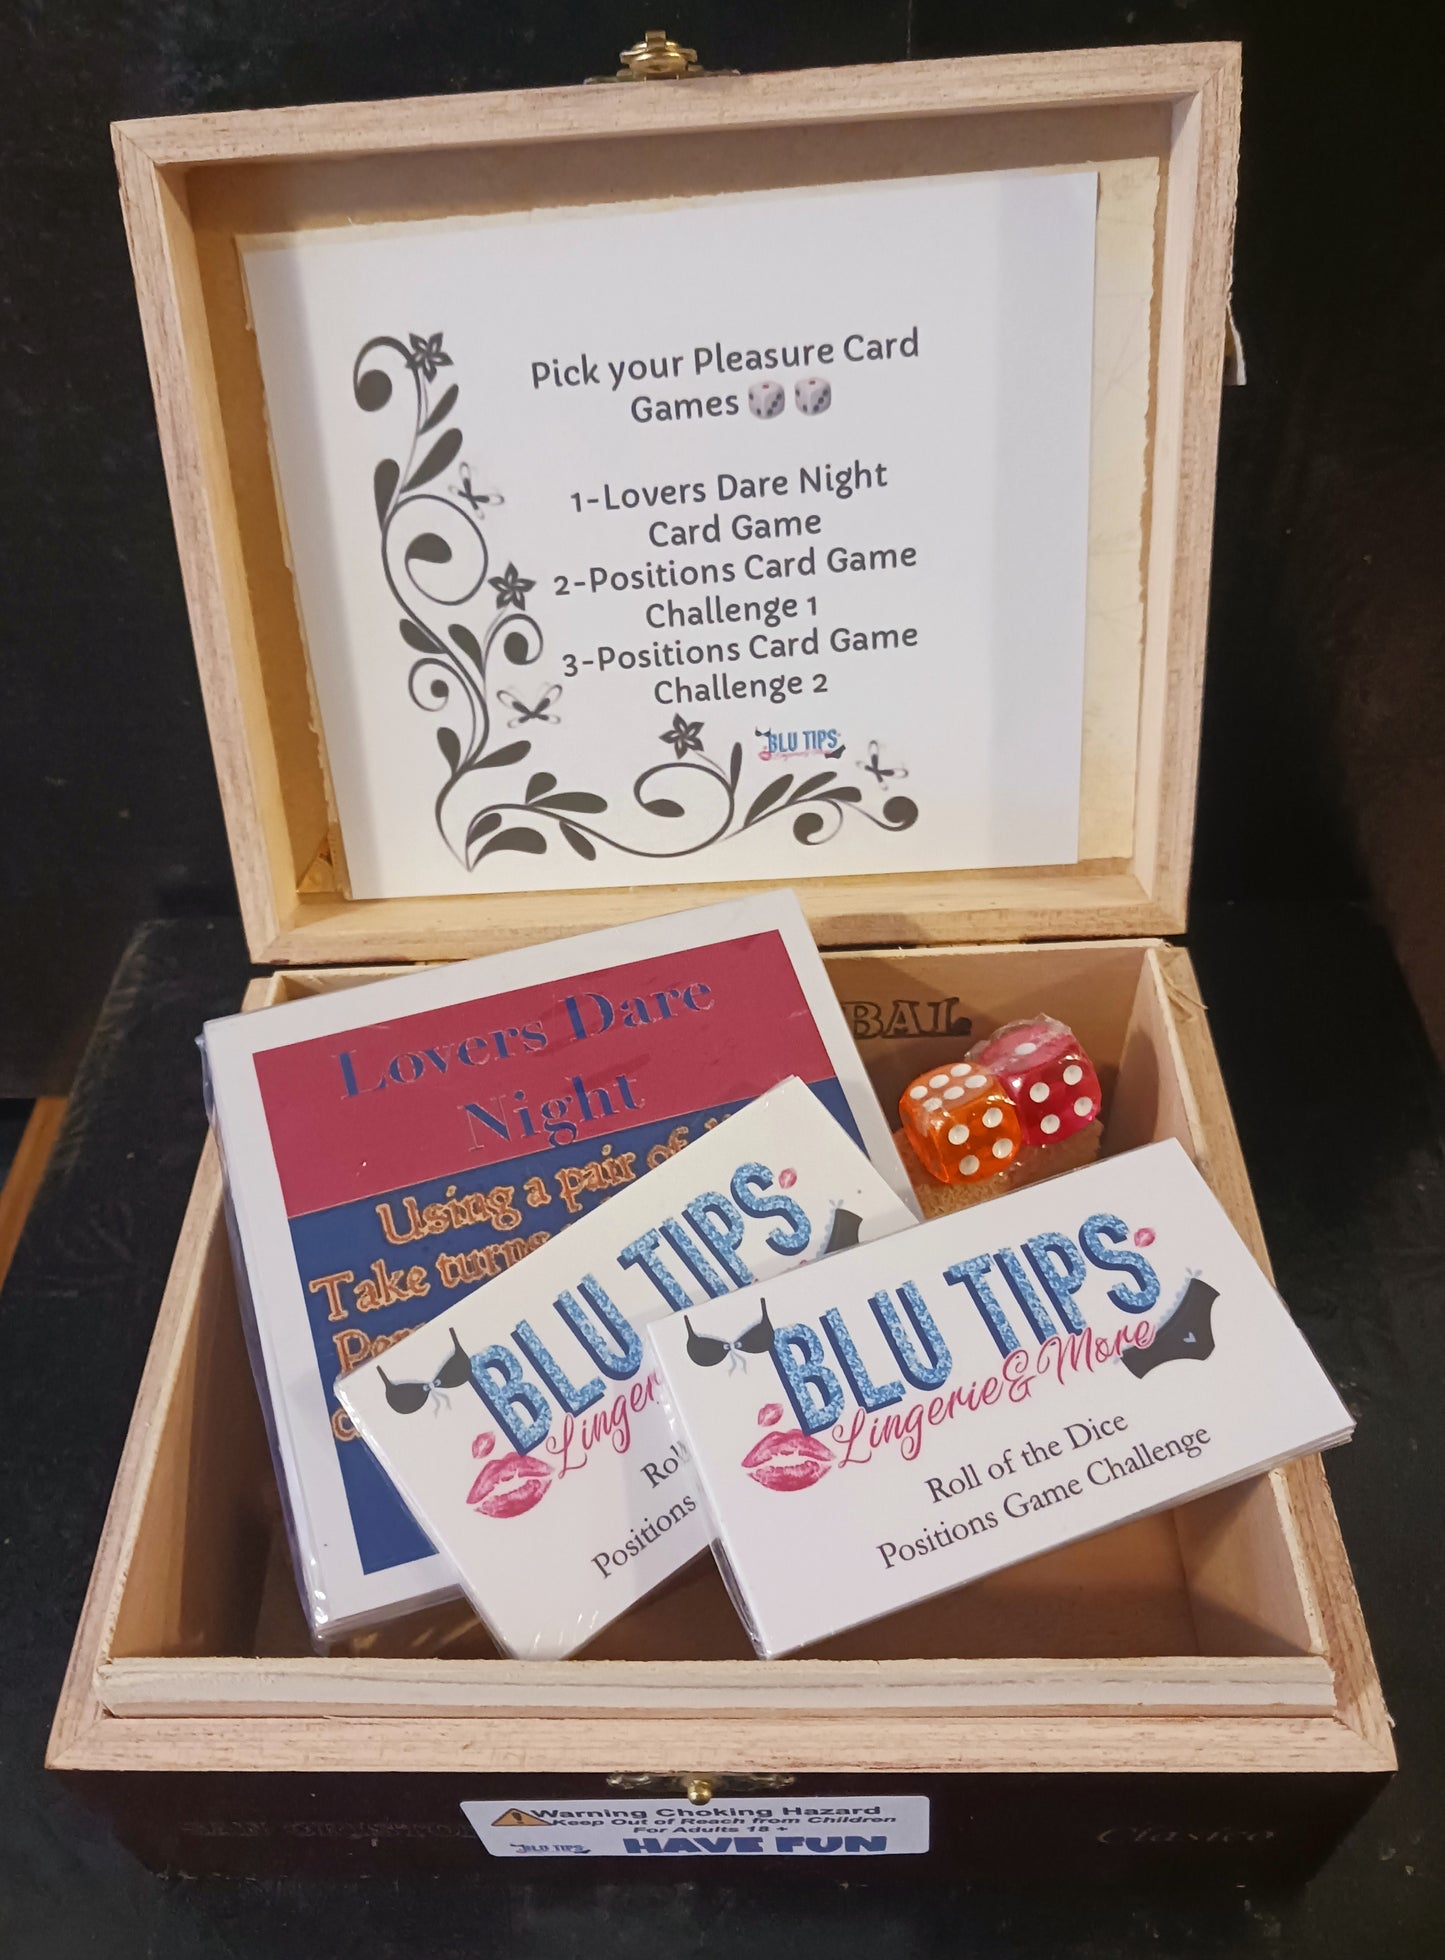 Pick your Pleasure Card
Games
1-Lovers Dare Night
Card Game
2-Positions Card Game
Challenge 1
3-Positions Card Game
Challenge 2
BLU TIPS
Lovers Dare
Night
Using a pair of
Take turns
BLU TIPS
Positions
BLU TIPS
Lingerie & More
Roll of the Dice
Positions Game Challenge
Warning Choking Hazard
Keep Out of Reach from Children
For Adults 18 +
BLU TIPS
HAVE FUN
Clasico